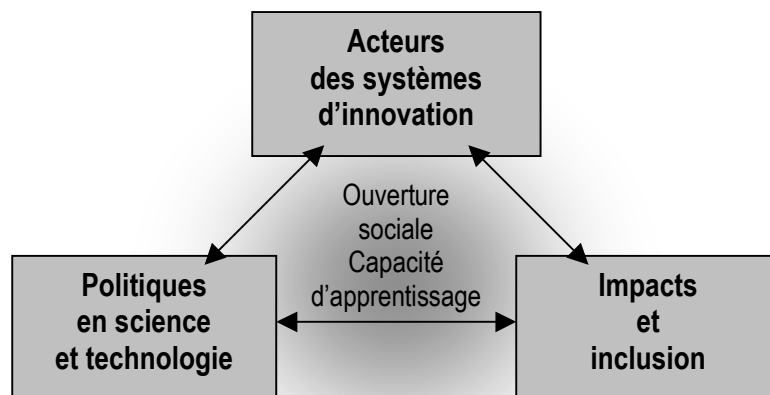 Acteurs
des systèmes
d’innovation
Ouverture
sociale
Capacité
d’apprentissage
Politiques
en science
et technologie
Impacts
et
inclusion